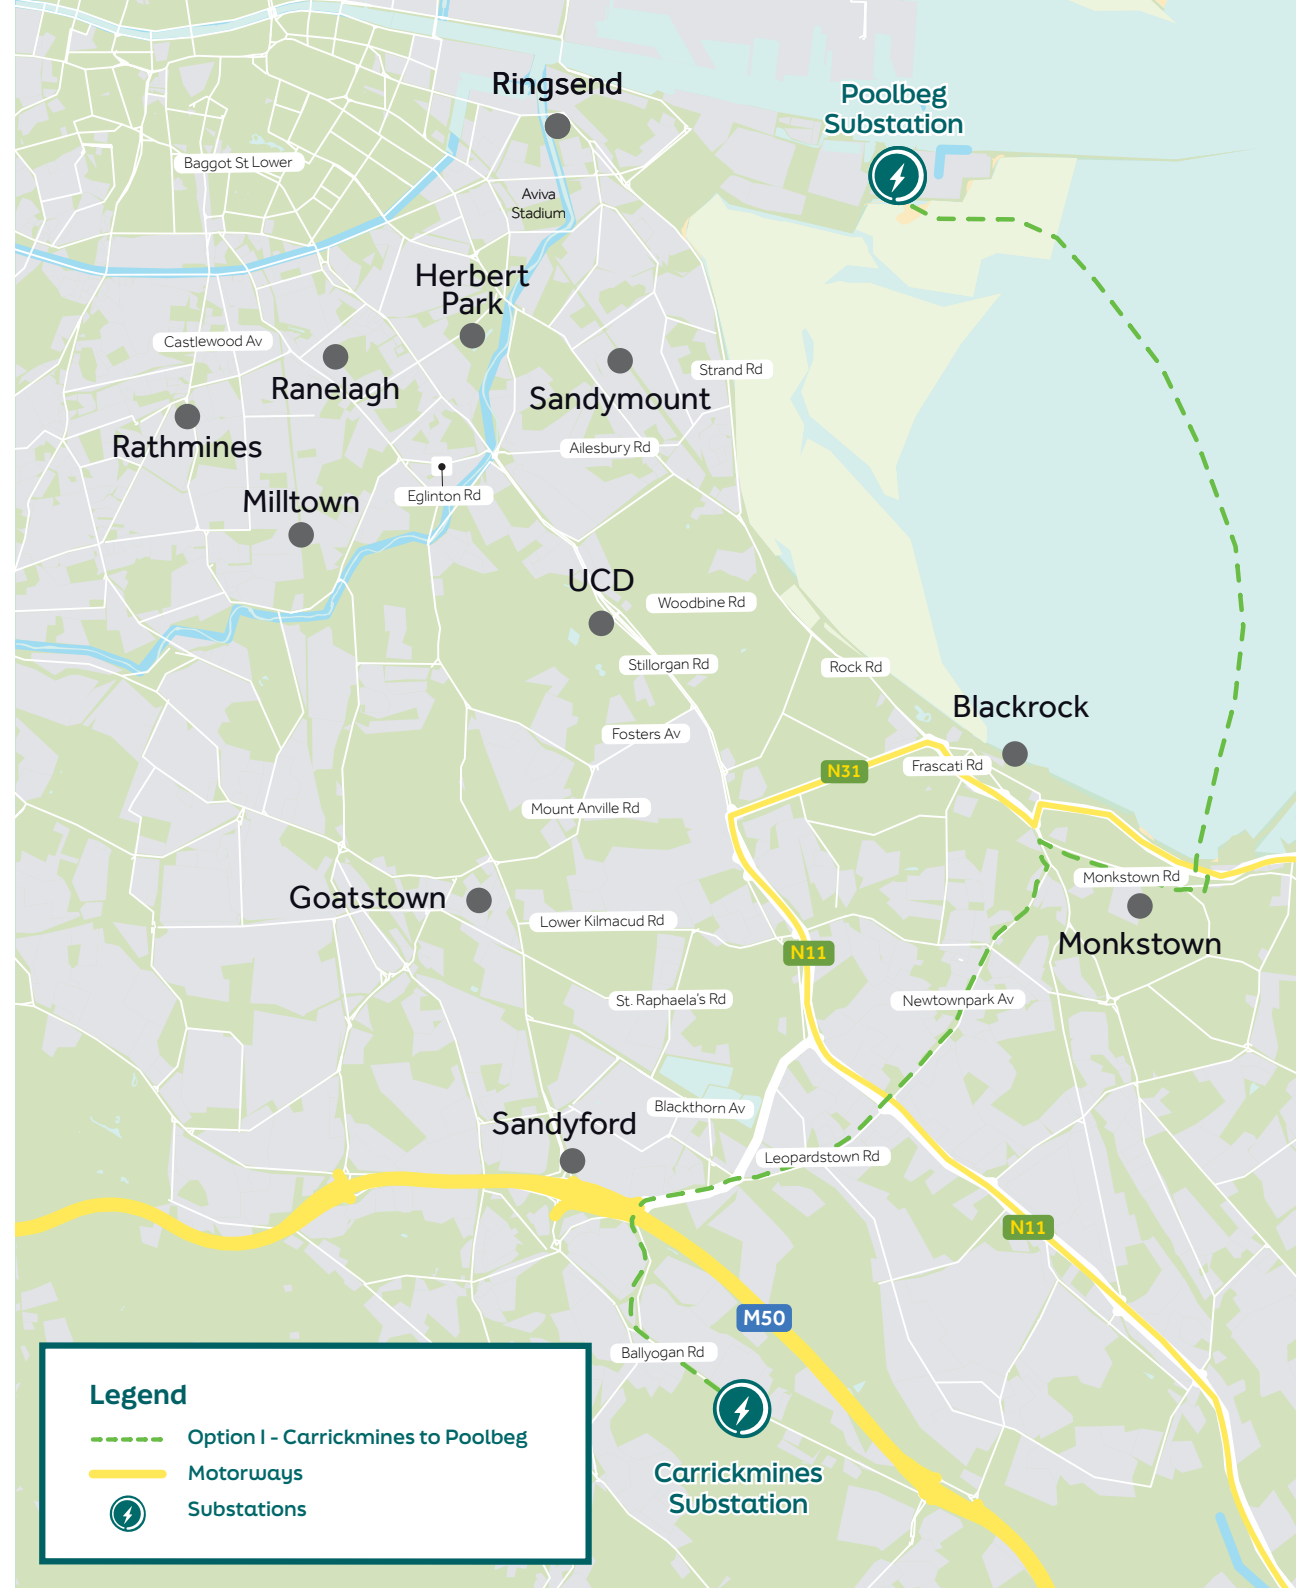 Ringsend
Poolbeg
Substation
Baggot St Lower
Aviva
Stadium
Herbert
Park
Castlewood Av
Ranelagh
Strand Rd
Sandymount
Rathmines
Ailesbury Rd
Milltown
Eglinton Rd
UCD
Woodbine Rd
Stillorgan Rd
Rock Rd
Blackrock
Fosters Av
N31
Frascati Rd
Mount Anville Rd
Monkstown Rd
Goatstown
Lower Kilmacud Rd
Monkstown
N11
St. Raphaela's Rd
Newtownpark Av
Blackthorn Av
Sandyford
Leopardstown Rd
N11
M50
Ballyogan Rd
Carrickmines
Substation
Legend
Option I - Carrickmines to Poolbeg
Motorways
Substations